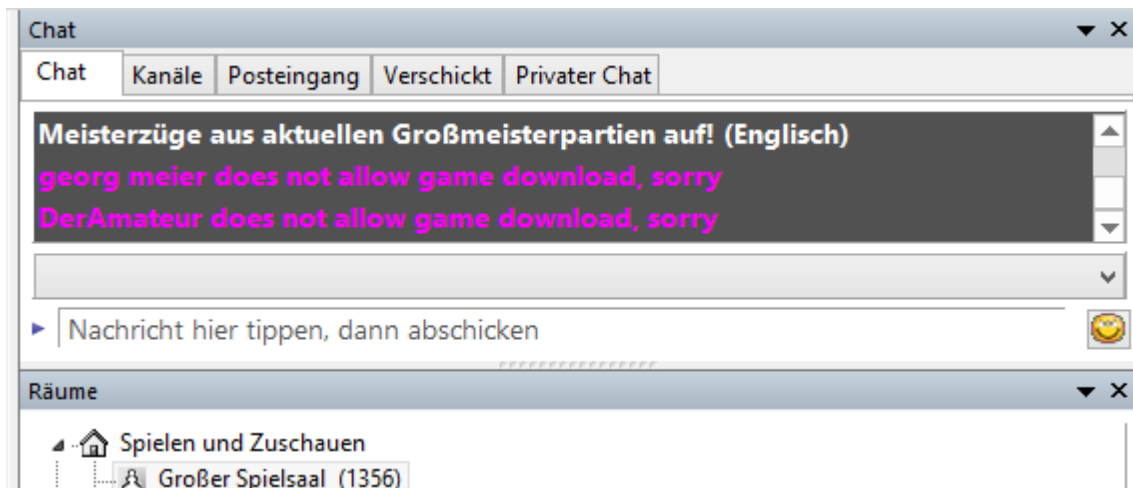 Chat
Chat Kanäle Posteingang Verschickt Privater Chat
Meisterzüge aus aktuellen Großmeisterpartien auf! (Englisch)
georg meier does not allow game download, sorry
DerAmateur does not allow game download, sorry
Nachricht hier tippen, dann abschicken
Räume
Spielen und Zuschauen
Großer Spielsaal (1356)